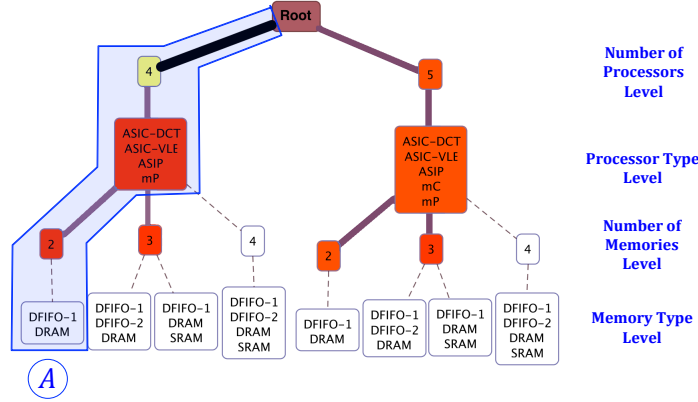 Root
4
5
Number of
Processors
Level
ASIC-DCT
ASIC-VLE
ASIP
mP
ASIC-DCT
ASIC-VLE
ASIP
mC
mP
Processor Type
Level
2
3
4
2
3
4
Number of
Memories
Level
DFIFO-1
DRAM
DFIFO-1
DFIFO-2
DRAM
DFIFO-1
DRAM
SRAM
DFIFO-1
DFIFO-2
DRAM
SRAM
DFIFO-1
DRAM
DFIFO-1
DFIFO-2
DRAM
DFIFO-1
DRAM
SRAM
DFIFO-1
DFIFO-2
DRAM
SRAM
Memory Type
Level
A